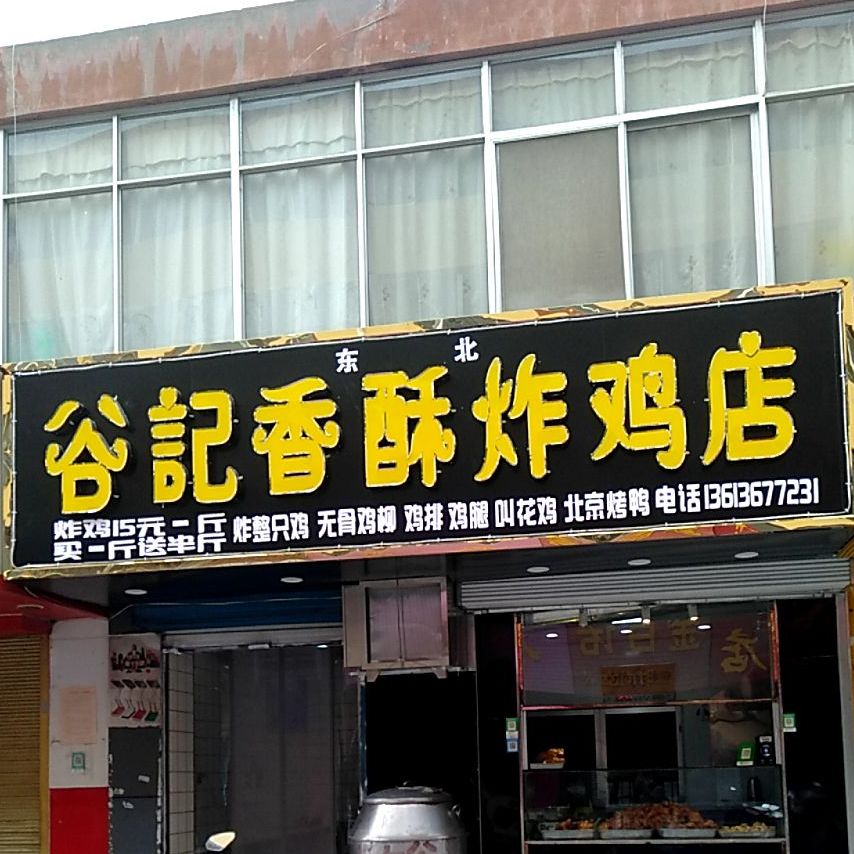 东北
谷記香酥炸鸡店
炸鸡15元一斤
买一斤送半斤
炸整只鸡 无骨鸡柳 鸡排 鸡腿 叫花鸡 北京烤鸭 电话13613677231